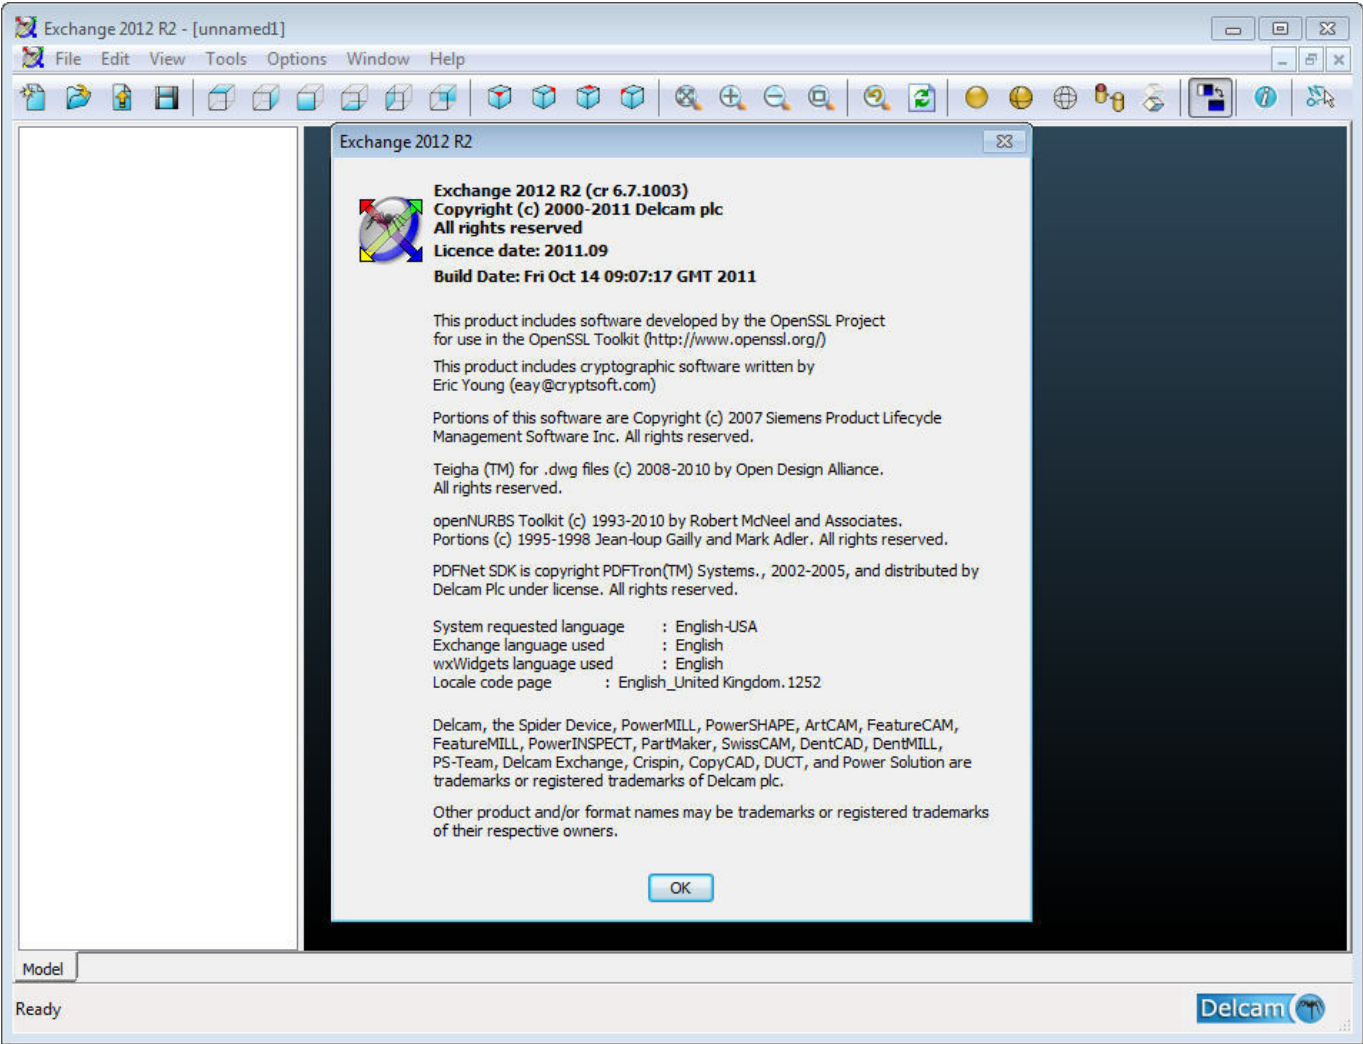 Exchange 2012 R2 - [unnamed1]
File Edit View Tools Options Window Help
Exchange 2012 R2
Exchange 2012 R2 (cr 6.7.1003)
Copyright (c) 2000-2011 Delcam plc
All rights reserved
Licence date: 2011.09
Build Date: Fri Oct 14 09:07:17 GMT 2011
This product includes software developed by the OpenSSL Project
for use in the OpenSSL Toolkit (http://www.openssl.org/)
This product includes cryptographic software written by
Eric Young (eay@cryptsoft.com)
Portions of this software are Copyright (c) 2007 Siemens Product Lifecycle
Management Software Inc. All rights reserved.
Teigha (TM) for .dwg files (c) 2008-2010 by Open Design Alliance.
All rights reserved.
openNURBS Toolkit (c) 1993-2010 by Robert McNeel and Associates.
Portions (c) 1995-1998 Jean-loup Gailly and Mark Adler. All rights reserved.
PDFNet SDK is copyright PDFTron(TM) Systems., 2002-2005, and distributed by
Delcam Plc under license. All rights reserved.
System requested language : English-USA
Exchange language used : English
wxWidgets language used : English
Locale code page : English_United Kingdom.1252
Delcam, the Spider Device, PowerMILL, PowerSHAPE, ArtCAM, FeatureCAM,
FeatureMILL, PowerINSPECT, PartMaker, SwissCAM, DentCAD, DentMILL,
PS-Team, Delcam Exchange, Crispin, CopyCAD, DUCT, and Power Solution are
trademarks or registered trademarks of Delcam plc.
Other product and/or format names may be trademarks or registered trademarks
of their respective owners.
OK
Model
Ready
Delcam